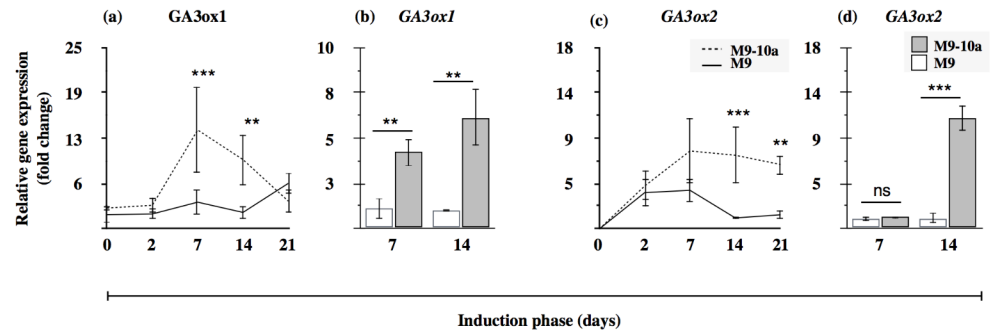 (a) GA3ox1
(b) GA3ox1
(c) GA3ox2
(d) GA3ox2
Relative gene expression
(fold change)
25
19
13
6
***
**
0 2 7 14 21
10
8
5
3
**
**
7 14
18
14
9
5
M9-10a
M9
***
**
0 2 7 14 21
18
14
9
5
M9-10a
M9
***
ns
7 14
Induction phase (days)